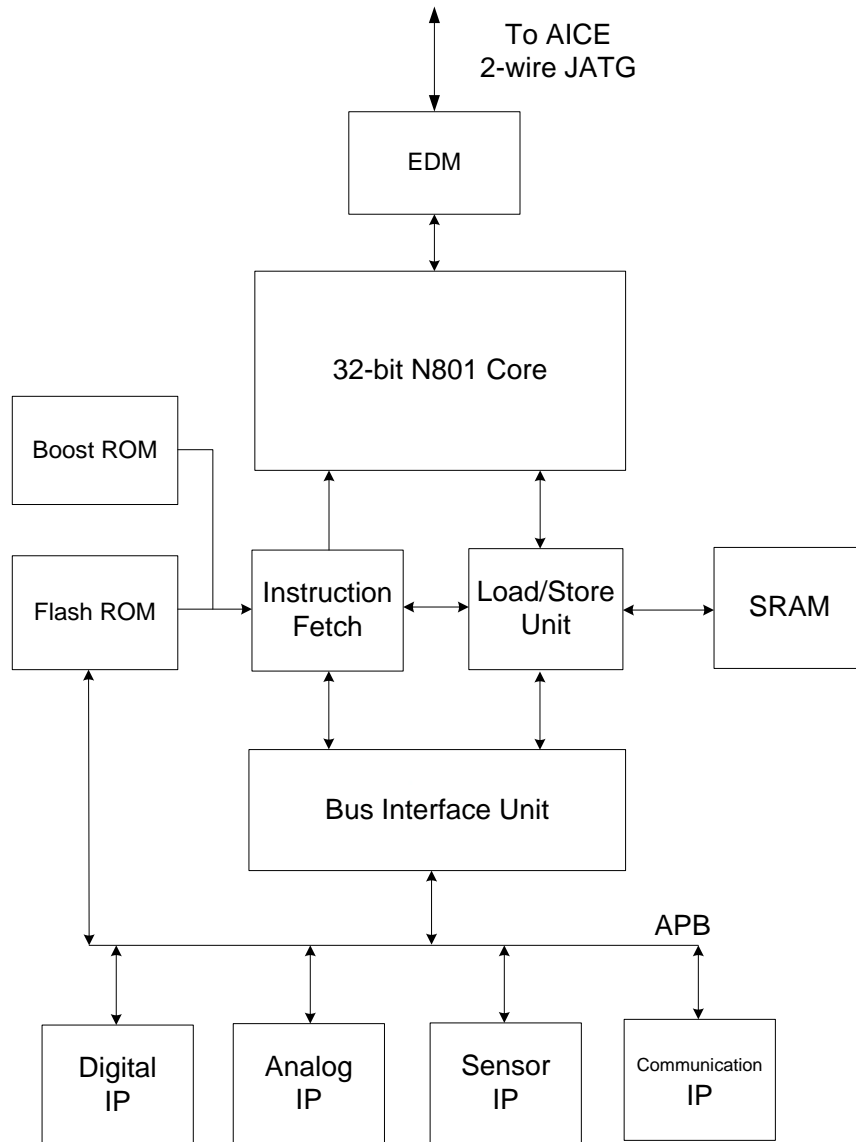 To AICE
2-wire JATG
EDM
32-bit N801 Core
Boost ROM
Flash ROM
Instruction
Fetch
Load/Store
Unit
SRAM
Bus Interface Unit
APB
Digital
IP
Analog
IP
Sensor
IP
Communication
IP